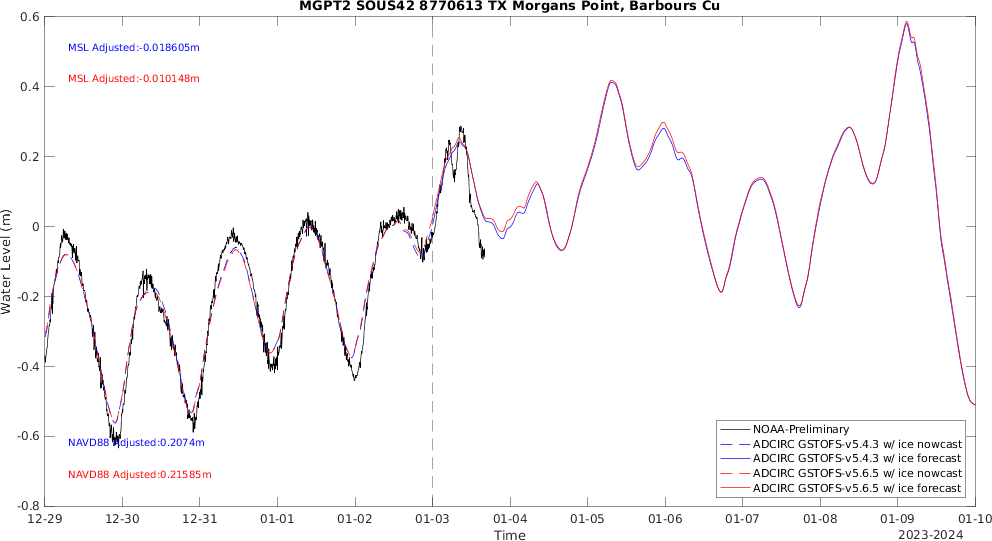 MGPT2 SOUS42 8770613 TX Morgans Point, Barbours Cu
0.6
0.4
0.2
0
-0.2
-0.4
-0.6
-0.8
Water Level (m)
MSL Adjusted:-0.018605m
MSL Adjusted:-0.010148m
NAVD88 Adjusted:0.2074m
NAVD88 Adjusted:0.21585m
NOAA-Preliminary
ADCIRC GSTOFS-v5.4.3 w/ ice nowcast
ADCIRC GSTOFS-v5.4.3 w/ ice forecast
ADCIRC GSTOFS-v5.6.5 w/ ice nowcast
ADCIRC GSTOFS-v5.6.5 w/ ice forecast
12-29 12-30 12-31 01-01 01-02 01-03 01-04 01-05 01-06 01-07 01-08 01-09 01-10
Time
2023-2024